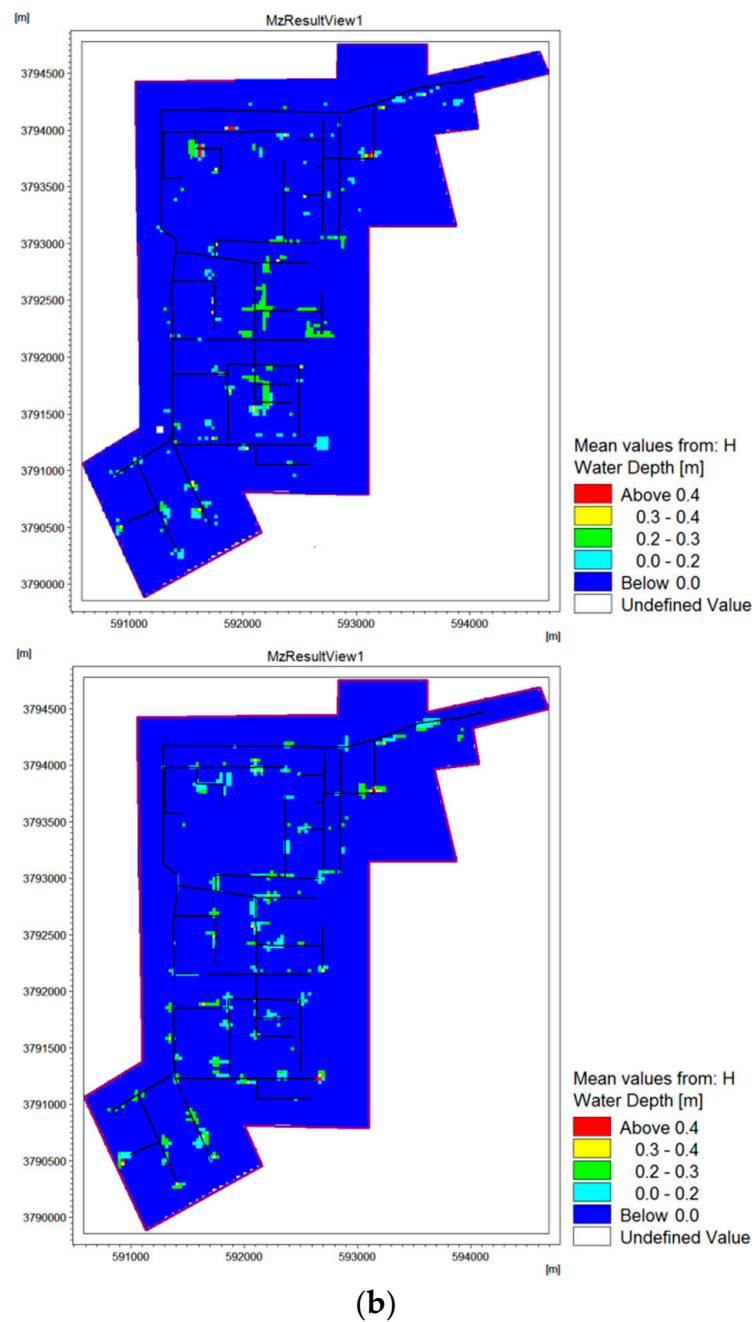 [m]
MzResultView1
3794500
3794000
3793500
3793000
3792500
3792000
3791500
3791000
3790500
3790000
591000
592000
593000
594000
[m]
Mean values from: H
Water Depth [m]
Above 0.4
0.3 - 0.4
0.2 - 0.3
0.0 - 0.2
Below 0.0
Undefined Value
[m]
MzResultView1
3794500
3794000
3793500
3793000
3792500
3792000
3791500
3791000
3790500
3790000
591000
592000
593000
594000
[m]
Mean values from: H
Water Depth [m]
Above 0.4
0.3 - 0.4
0.2 - 0.3
0.0 - 0.2
Below 0.0
Undefined Value
(b)